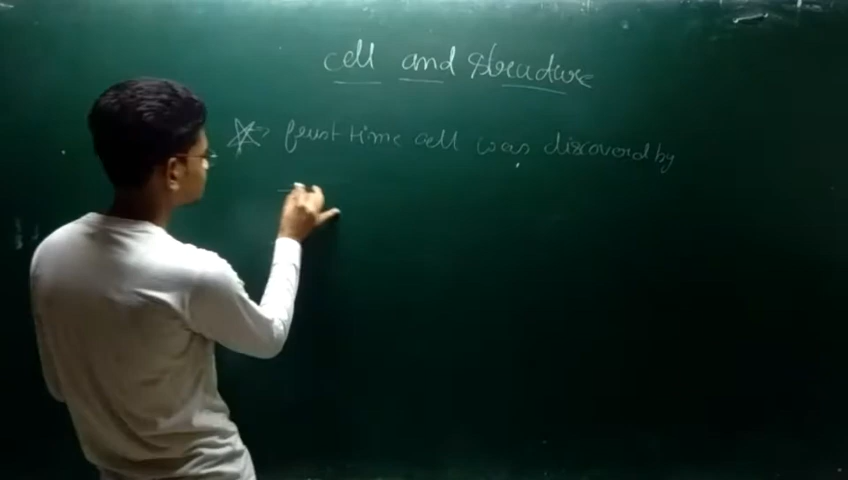 cell and structure
first time cell was discovered by